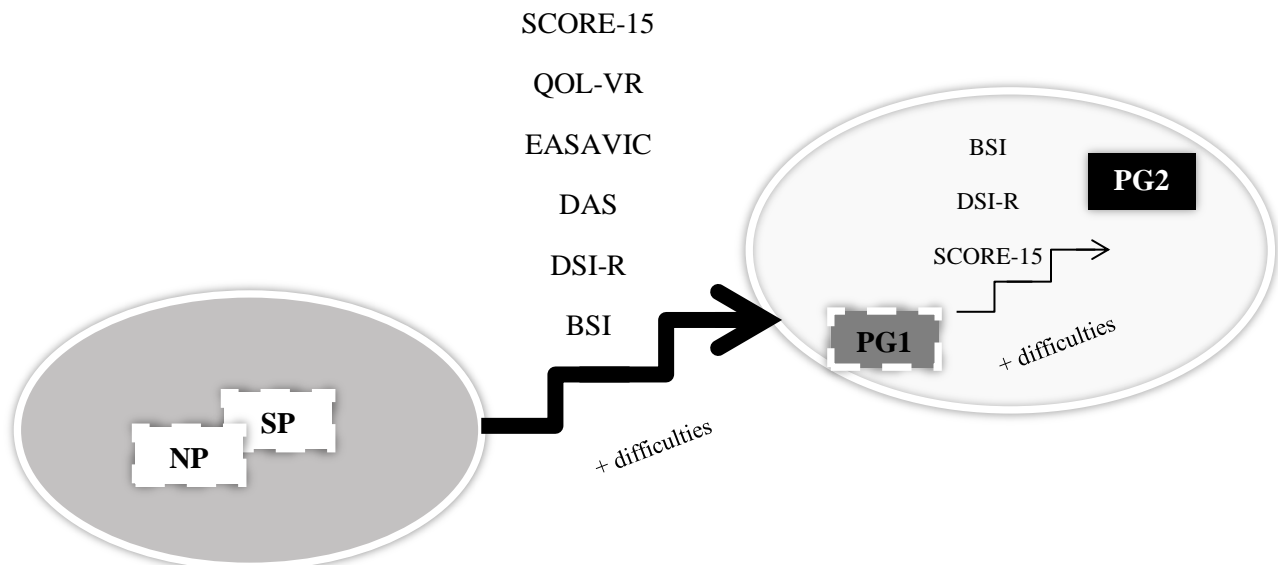 SCORE-15
QOL-VR
EASAVIC
DAS
DSI-R
BSI
+ difficulties
SP
NP
BSI
PG2
DSI-R
SCORE-15
PG1
+ difficulties